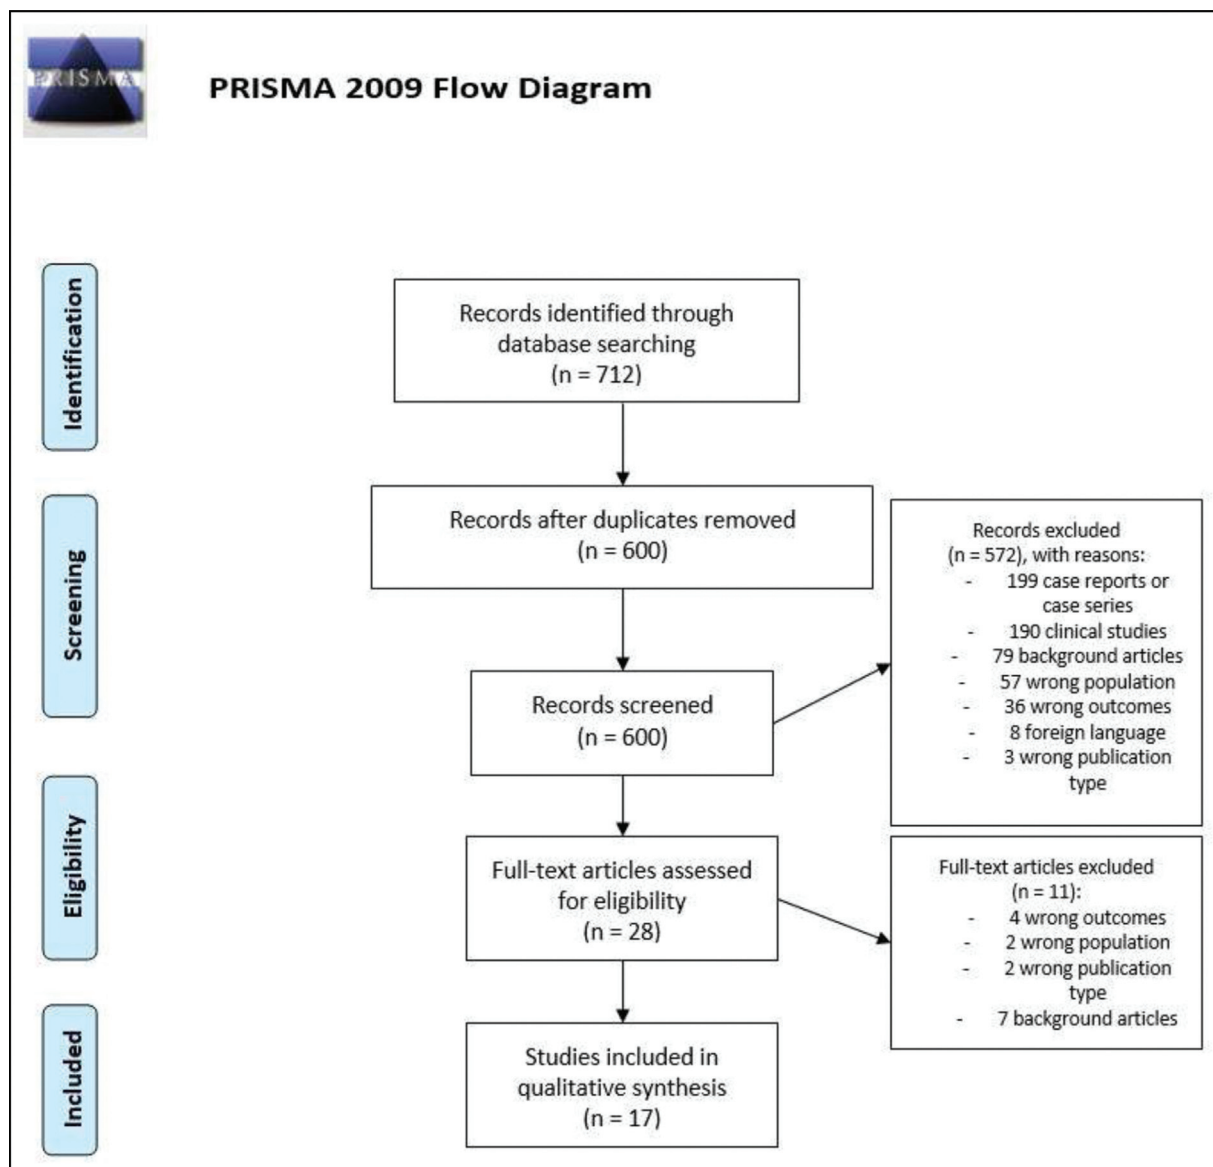 PRISMA
PRISMA 2009 Flow Diagram
Identification
Records identified through
database searching
(n = 712)
Screening
Records after duplicates removed
(n = 600)
Records excluded
(n = 572), with reasons:
- 199 case reports or
case series
- 190 clinical studies
- 79 background articles
- 57 wrong population
- 36 wrong outcomes
- 8 foreign language
- 3 wrong publication
type
Records screened
(n = 600)
Eligibility
Full-text articles assessed
for eligibility
(n = 28)
Full-text articles excluded
(n = 11):
- 4 wrong outcomes
- 2 wrong population
- 2 wrong publication
type
- 7 background articles
Included
Studies included in
qualitative synthesis
(n = 17)